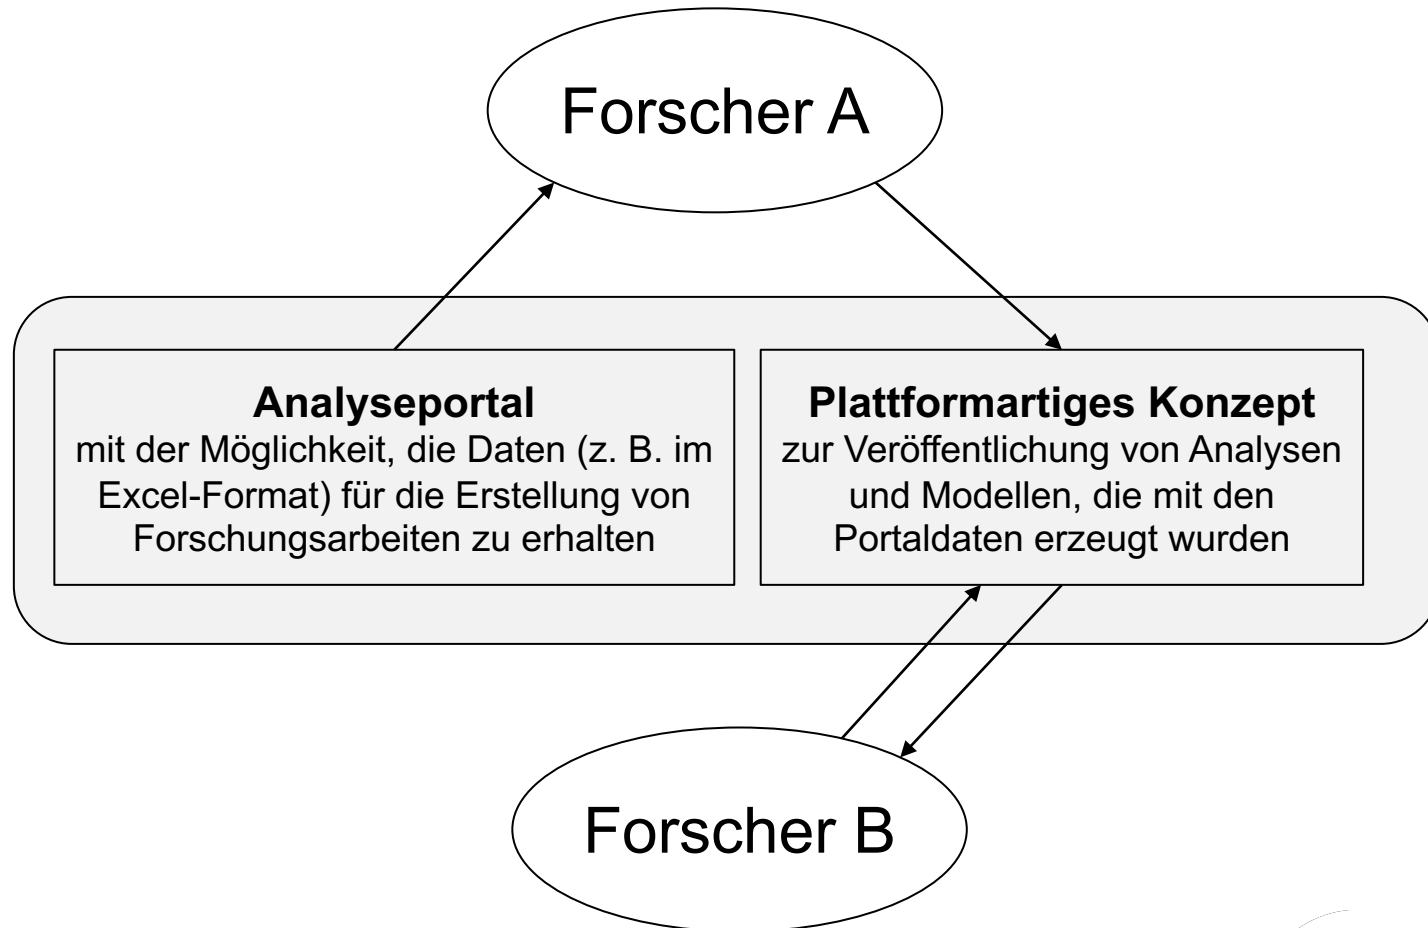 Forscher A
Analyseportal
mit der Möglichkeit, die Daten (z. B. im
Excel-Format) für die Erstellung von
Forschungsarbeiten zu erhalten
Plattformartiges Konzept
zur Veröffentlichung von Analysen
und Modellen, die mit den
Portaldaten erzeugt wurden
Forscher B